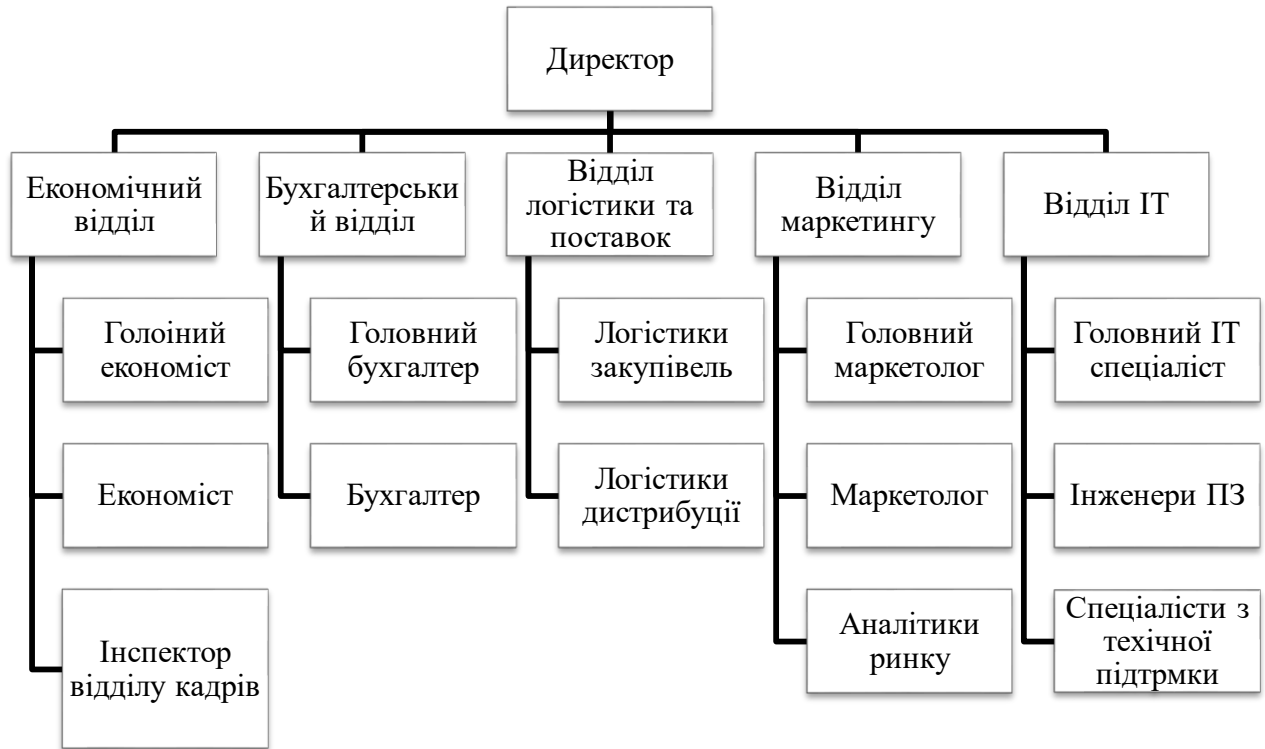 Директор
Економічний
відділ
Бухгалтерськи
й відділ
Відділ
логістики та
поставок
Відділ
маркетингу
Відділ ІТ
Голоіний
економіст
Головний
бухгалтер
Логістики
закупівель
Головний
маркетолог
Головний ІТ
спеціаліст
Економіст
Бухгалтер
Логістики
дистрибуції
Маркетолог
Інженери ПЗ
Інспектор
відділу кадрів
Аналітики
ринку
Спеціалісти з
техічної
підтрмки